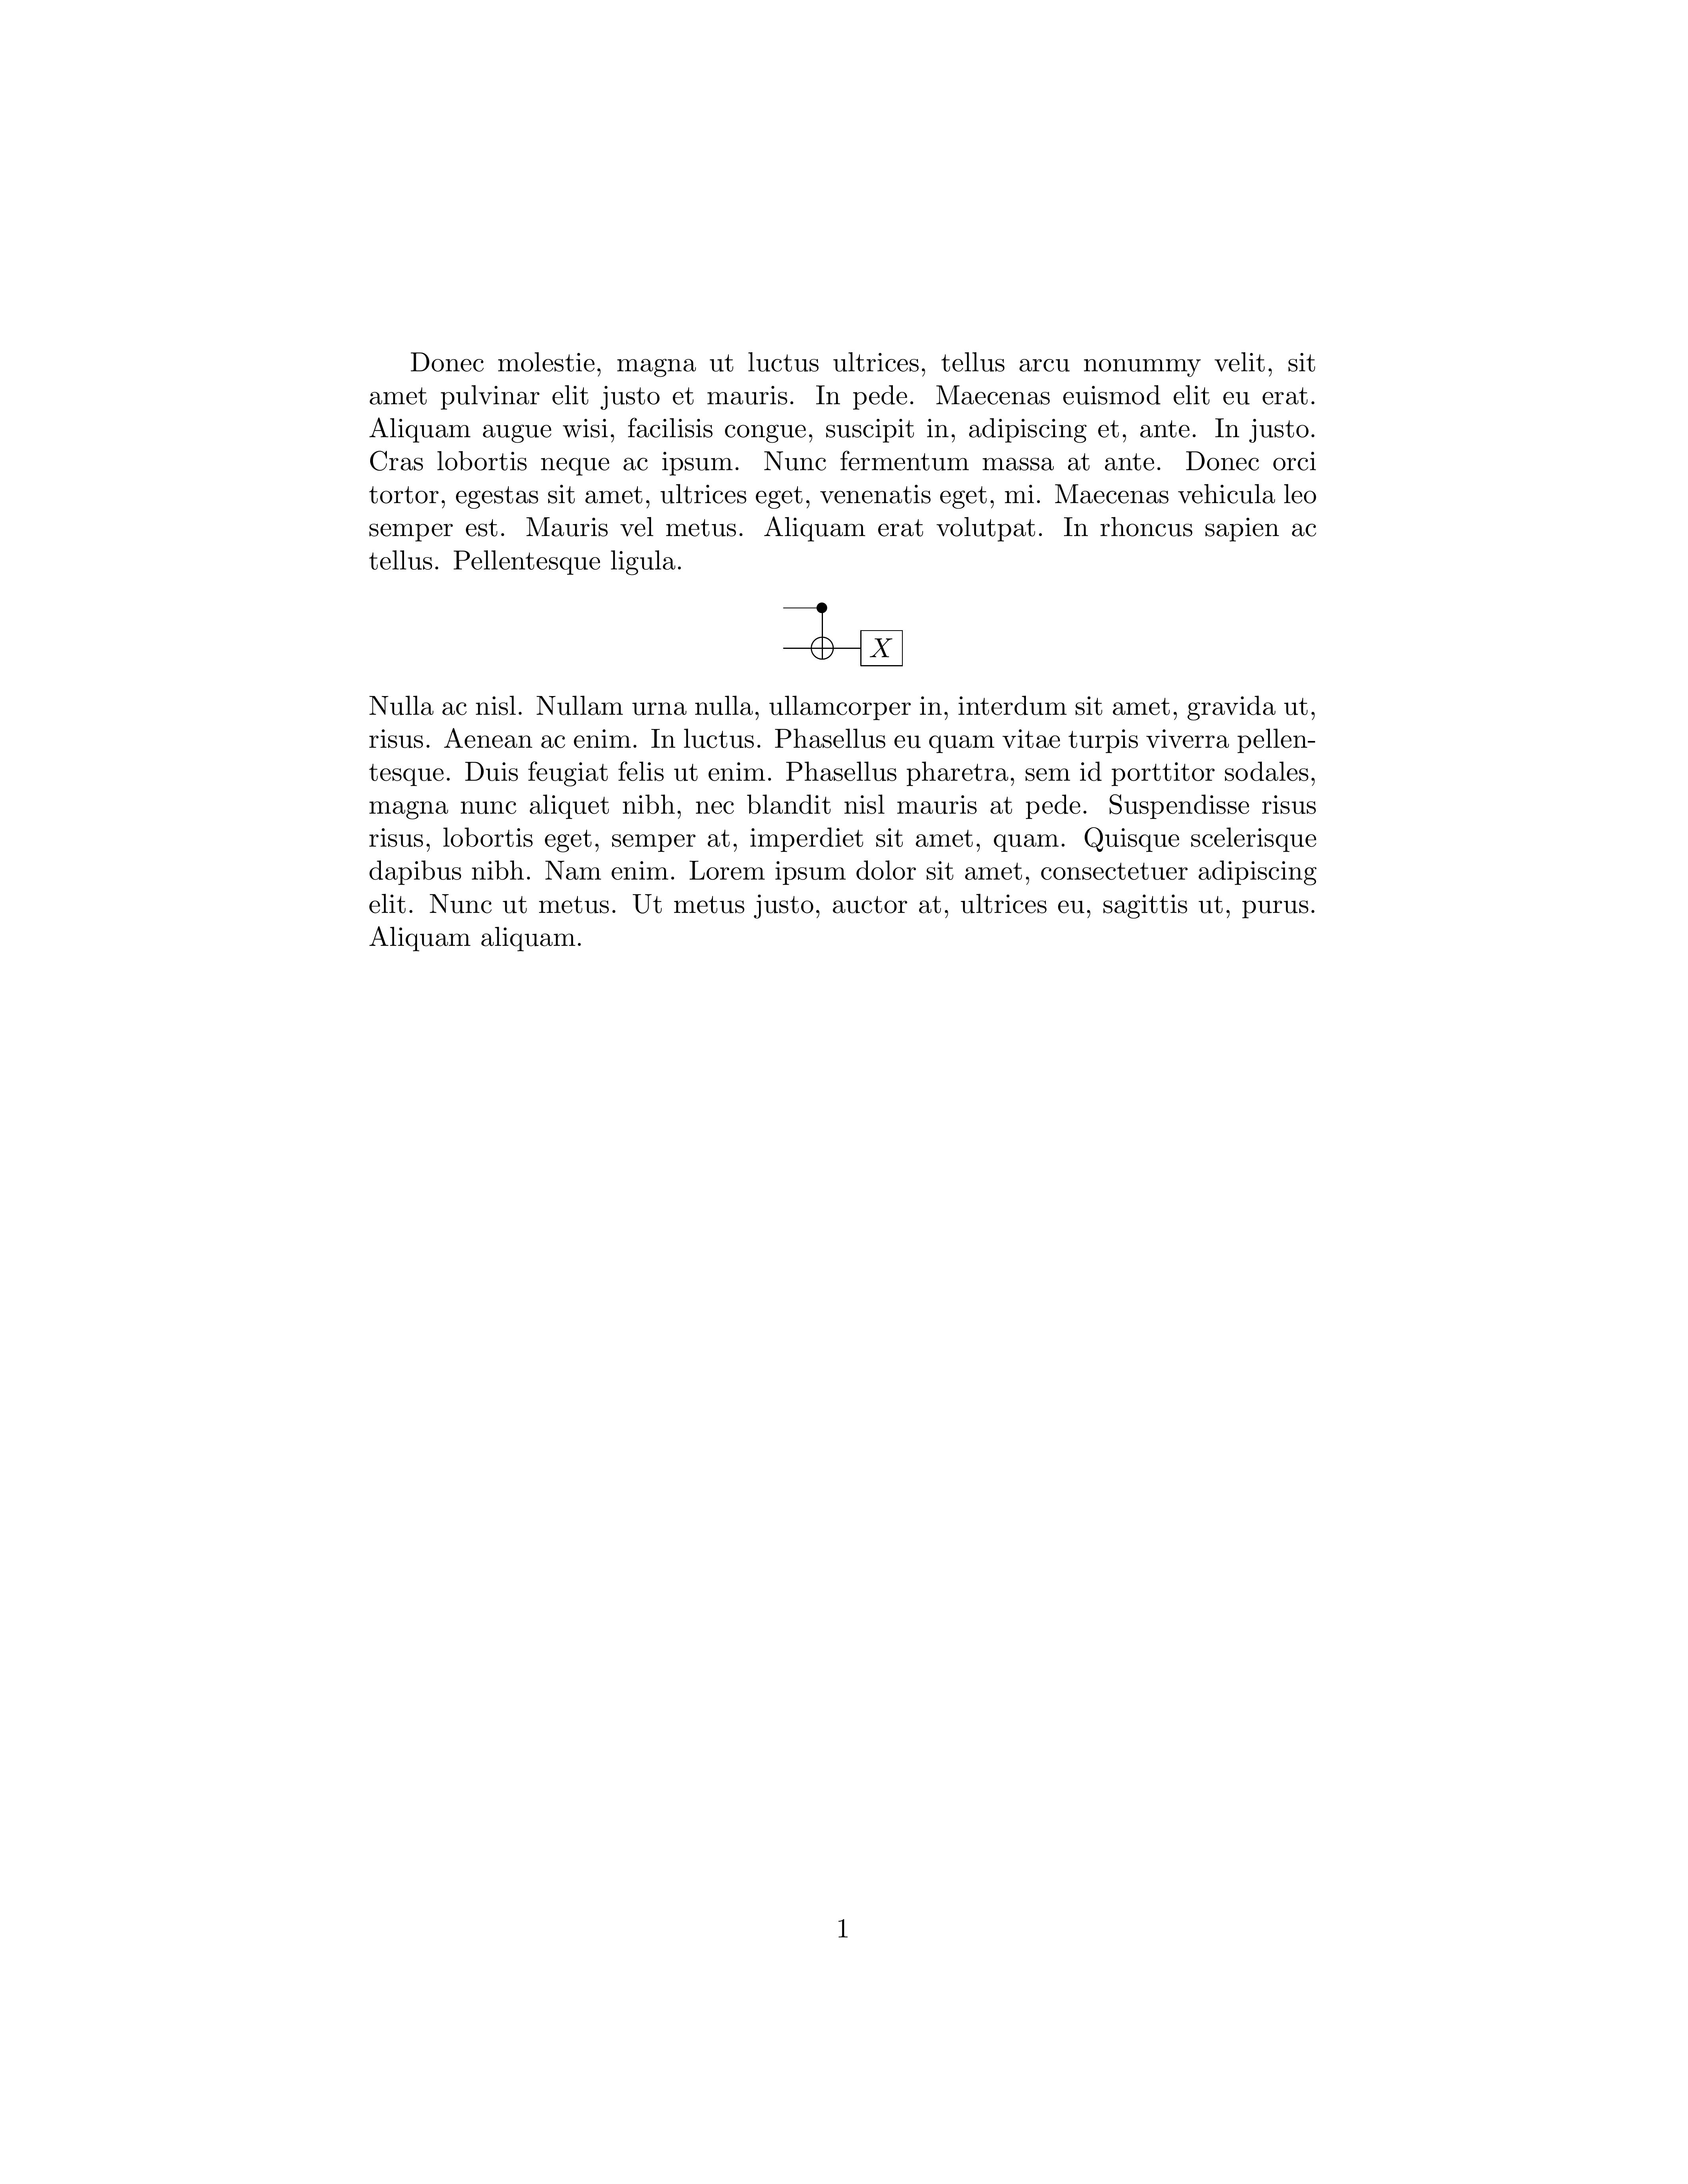 Donec molestie, magna ut luctus ultrices, tellus arcu nonummy velit, sit
amet pulvinar elit justo et mauris. In pede. Maecenas euismod elit eu erat.
Aliquam augue wisi, facilisis congue, suscipit in, adipiscing et, ante. In justo.
Cras lobortis neque ac ipsum. Nunc fermentum massa at ante. Donec orci
tortor, egestas sit amet, ultrices eget, venenatis eget, mi. Maecenas vehicula leo
semper est. Mauris vel metus. Aliquam erat volutpat. In rhoncus sapien ac
tellus. Pellentesque ligula.
X
Nulla ac nisl. Nullam urna nulla, ullamcorper in, interdum sit amet, gravida ut,
risus. Aenean ac enim. In luctus. Phasellus eu quam vitae turpis viverra pellen-
tesque. Duis feugiat felis ut enim. Phasellus pharetra, sem id porttitor sodales,
magna nunc aliquet nibh, nec blandit nisl mauris at pede. Suspendisse risus
risus, lobortis eget, semper at, imperdiet sit amet, quam. Quisque scelerisque
dapibus nibh. Nam enim. Lorem ipsum dolor sit amet, consectetuer adipiscing
elit. Nunc ut metus. Ut metus justo, auctor at, ultrices eu, sagittis ut, purus.
Aliquam aliquam.
1